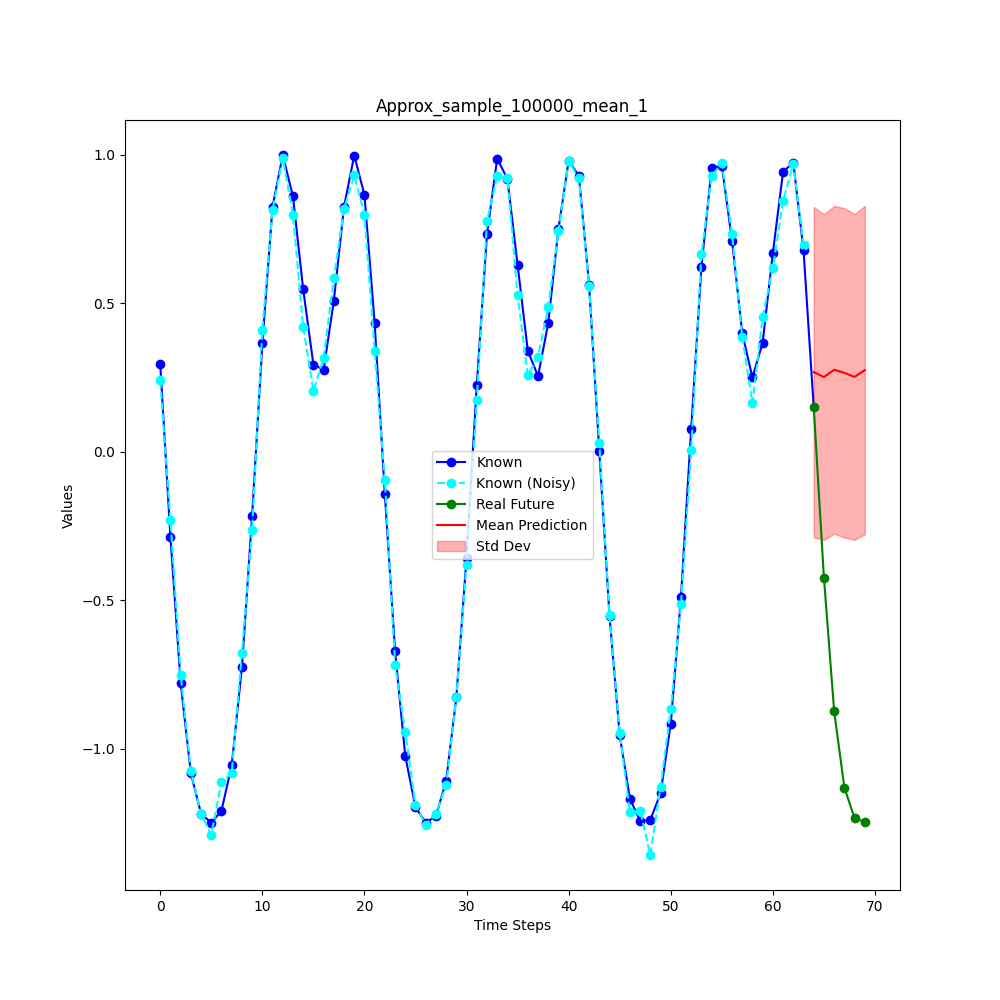 Approx_sample_100000_mean_1
1.0
0.5
0.0
−0.5
−1.0
Values
Known
Known (Noisy)
Real Future
Mean Prediction
Std Dev
0 10 20 30 40 50 60 70
Time Steps